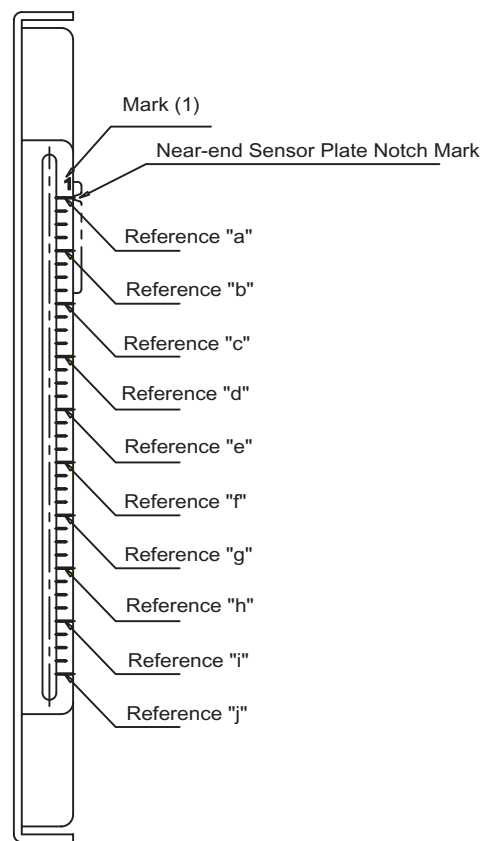 Mark (1)
Near-end Sensor Plate Notch Mark
1
Reference "a"
Reference "b"
Reference "c"
Reference "d"
Reference "e"
Reference "f"
Reference "g"
Reference "h"
Reference "i"
Reference "j"